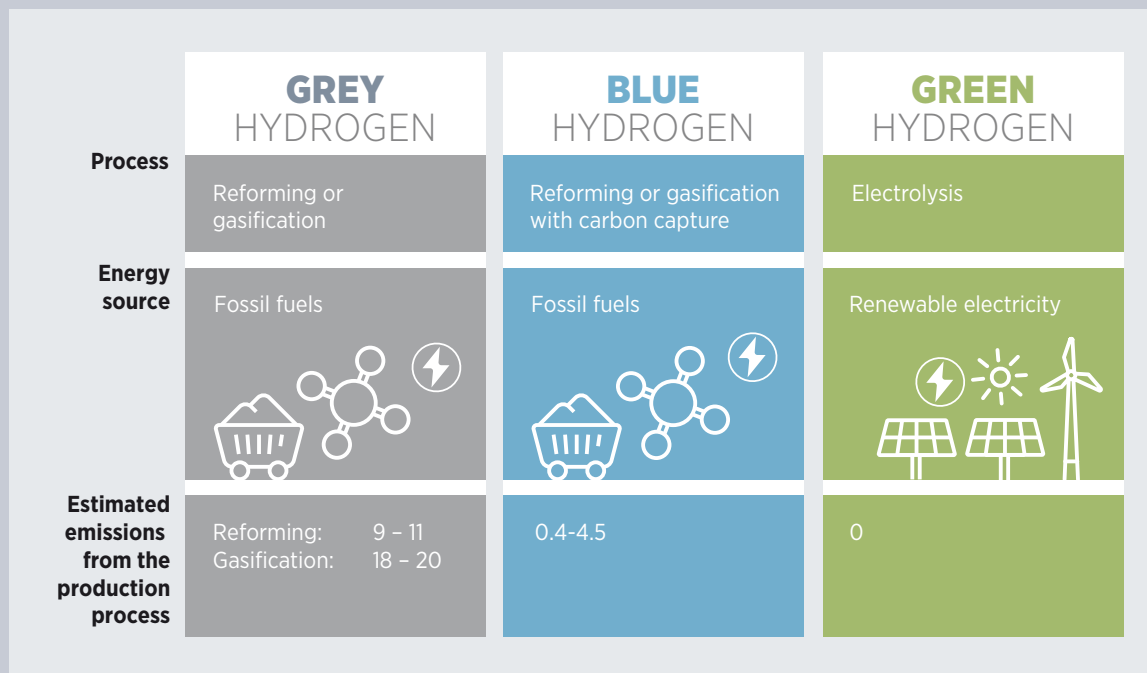 GREY
HYDROGEN
BLUE
HYDROGEN
GREEN
HYDROGEN
Process
Reforming or
gasification
Reforming or gasification
with carbon capture
Electrolysis
Energy
source
Fossil fuels
Fossil fuels
Renewable electricity
Estimated
emissions
from the
production
process
Reforming: 9 – 11
Gasification: 18 – 20
0.4-4.5
0